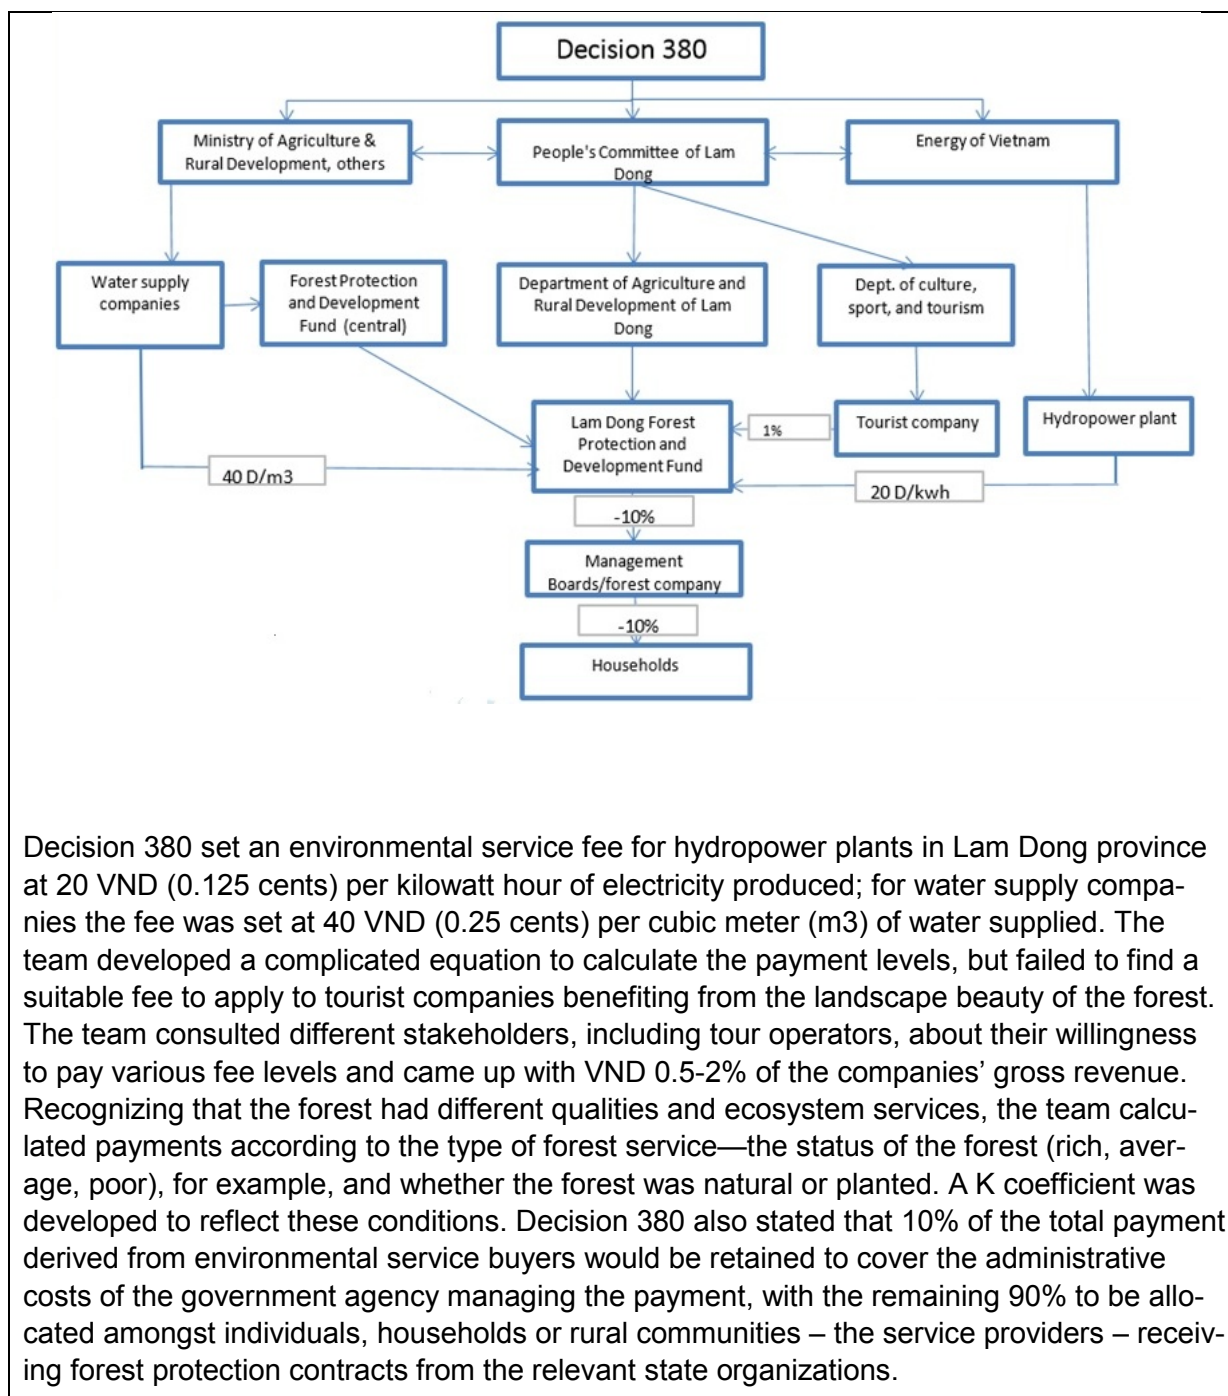 Decision 380
Ministry of Agriculture &
Rural Development, others
People's Committee of Lam
Dong
Energy of Vietnam
Water supply
companies
Forest Protection
and Development
Fund (central)
Department of Agriculture and
Rural Development of Lam
Dong
Dept. of culture,
sport, and tourism
Lam Dong Forest
Protection and
Development Fund
1%
Tourist company
Hydropower plant
40 D/m3
20 D/kwh
-10%
Management
Boards/forest company
-10%
Households
Decision 380 set an environmental service fee for hydropower plants in Lam Dong province
at 20 VND (0.125 cents) per kilowatt hour of electricity produced; for water supply compa-
nies the fee was set at 40 VND (0.25 cents) per cubic meter (m3) of water supplied. The
team developed a complicated equation to calculate the payment levels, but failed to find a
suitable fee to apply to tourist companies benefiting from the landscape beauty of the forest.
The team consulted different stakeholders, including tour operators, about their willingness
to pay various fee levels and came up with VND 0.5-2% of the companies’ gross revenue.
Recognizing that the forest had different qualities and ecosystem services, the team calcu-
lated payments according to the type of forest service—the status of the forest (rich, aver-
age, poor), for example, and whether the forest was natural or planted. A K coefficient was
developed to reflect these conditions. Decision 380 also stated that 10% of the total payment
derived from environmental service buyers would be retained to cover the administrative
costs of the government agency managing the payment, with the remaining 90% to be allo-
cated amongst individuals, households or rural communities – the service providers – receiv-
ing forest protection contracts from the relevant state organizations.